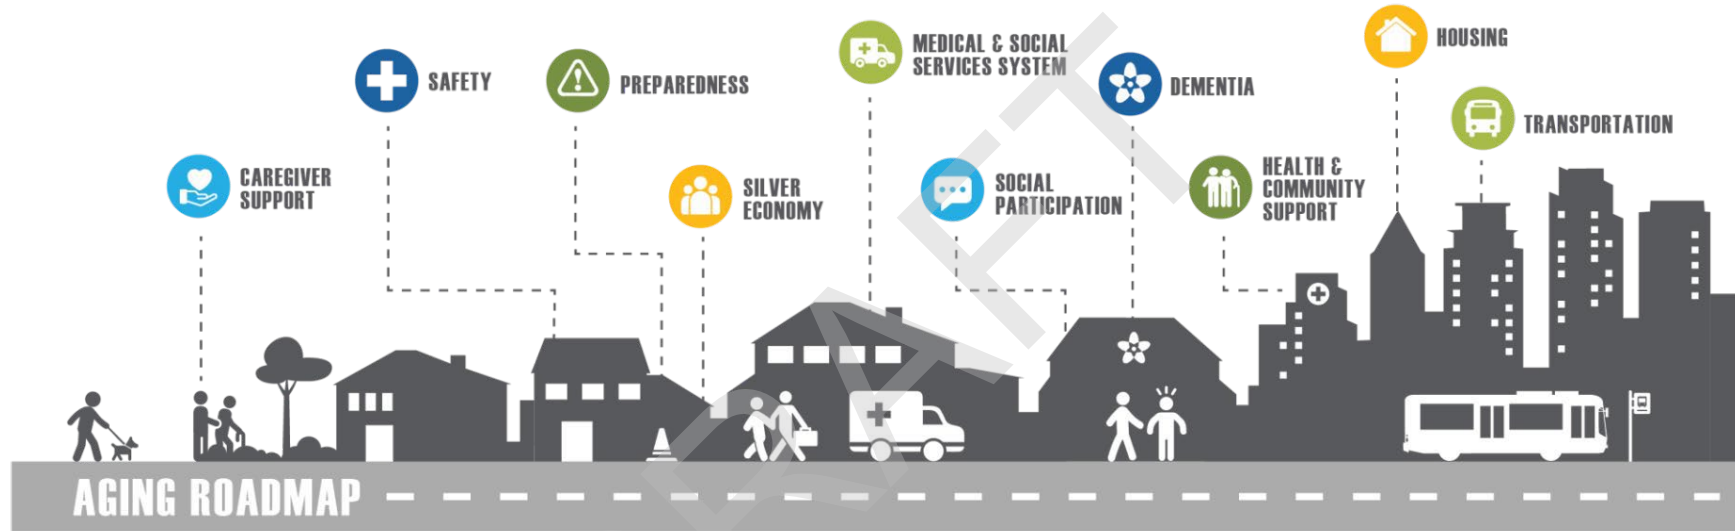 CAREGIVER
SUPPORT
SAFETY
PREPAREDNESS
SILVER
ECONOMY
MEDICAL & SOCIAL
SERVICES SYSTEM
SOCIAL
PARTICIPATION
DEMENTIA
HEALTH &
COMMUNITY
SUPPORT
HOUSING
TRANSPORTATION
DRAFT
AGING ROADMAP